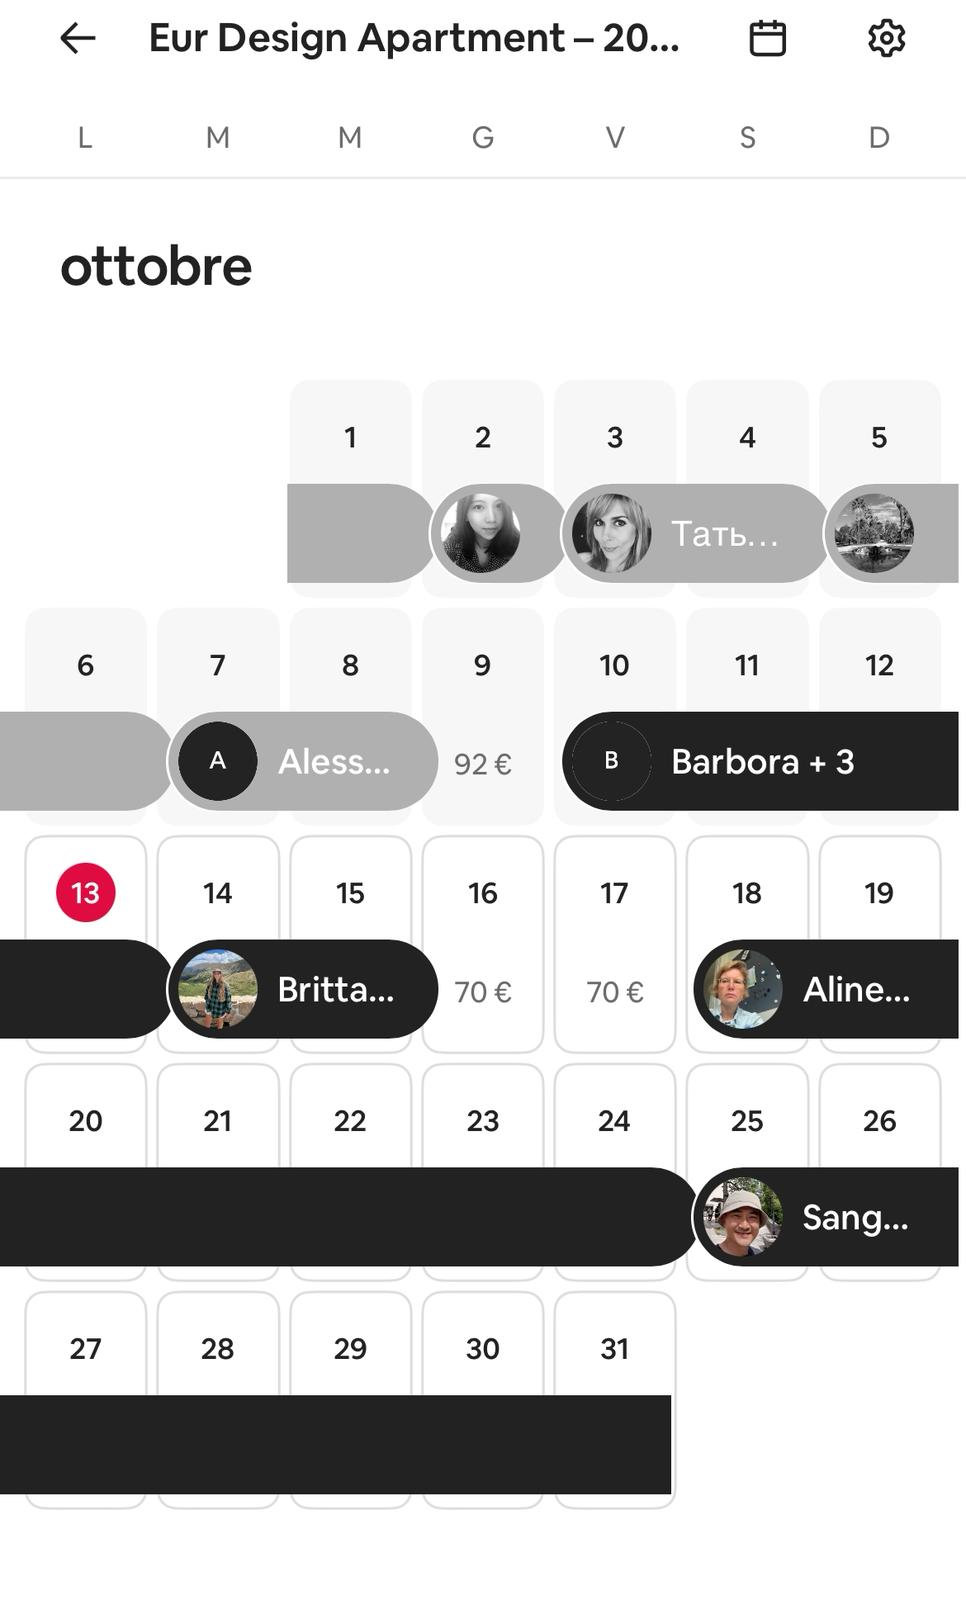 Eur Design Apartment – 20...
L M M G V S D
ottobre
1 2 3 4 5
Тать...
6 7 8 9 10 11 12
A Aless... 92 € B Barbora + 3
13 14 15 16 17 18 19
Britta... 70 € 70 € Aline...
20 21 22 23 24 25 26
Sang...
27 28 29 30 31